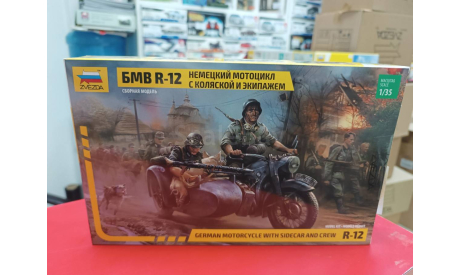 ZVEZDA
БМВ R-12
СБОРНАЯ МОДЕЛЬ
НЕМЕЦКИЙ МОТОЦИКЛ
С КОЛЯСКОЙ И ЭКИПАЖЕМ
1/35
GERMAN MOTORCYCLE WITH SIDECAR AND CREW
R-12